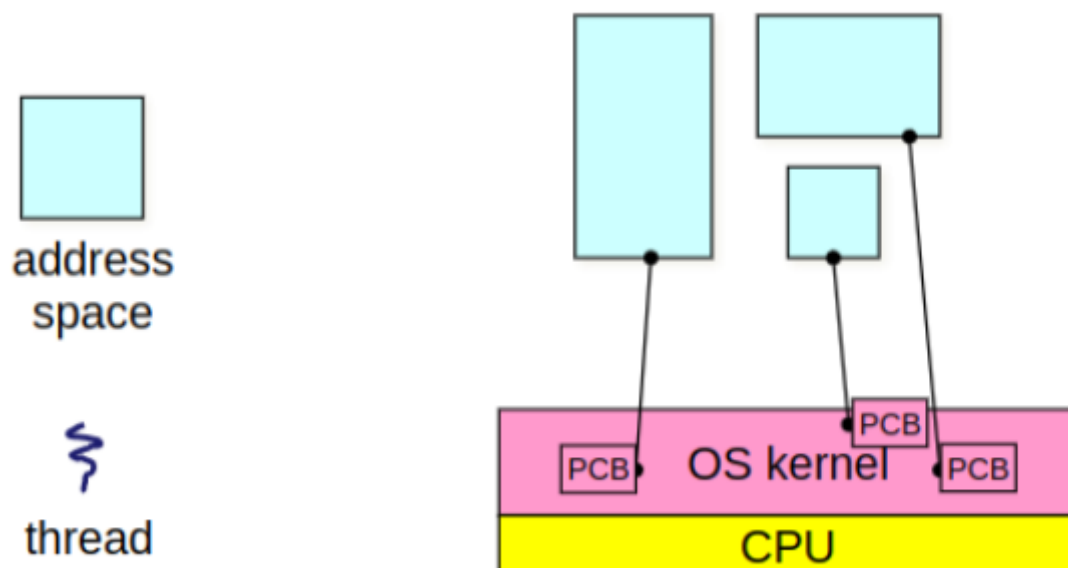 address
space
thread
PCB
PCB
OS kernel
PCB
CPU